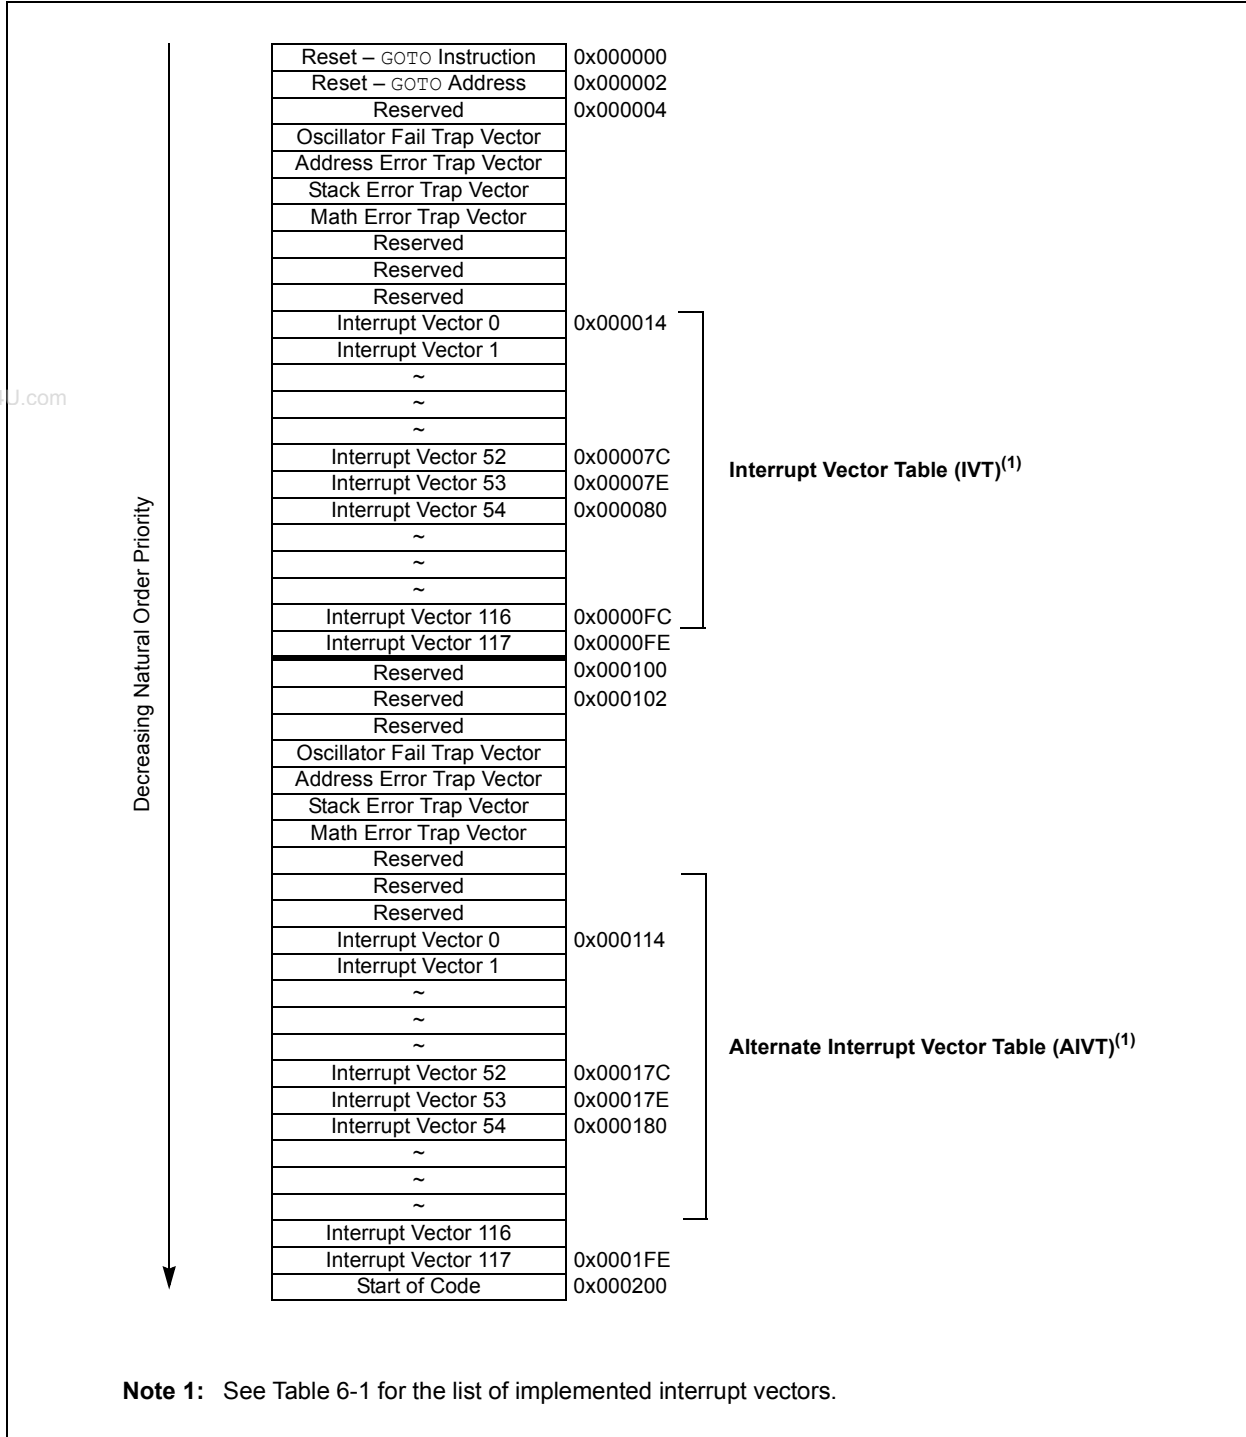 Reset – GOTO Instruction 0x000000
Reset – GOTO Address 0x000002
Reserved 0x000004
Oscillator Fail Trap Vector
Address Error Trap Vector
Stack Error Trap Vector
Math Error Trap Vector
Reserved
Reserved
Reserved
Interrupt Vector 0 0x000014
Interrupt Vector 1
~
~
~
Interrupt Vector 52 0x00007C
Interrupt Vector 53 0x00007E
Interrupt Vector 54 0x000080
~
~
~
Interrupt Vector 116 0x0000FC
Interrupt Vector 117 0x0000FE
Reserved 0x000100
Reserved 0x000102
Reserved
Oscillator Fail Trap Vector
Address Error Trap Vector
Stack Error Trap Vector
Math Error Trap Vector
Reserved
Reserved
Reserved
Interrupt Vector 0 0x000114
Interrupt Vector 1
~
~
~
Interrupt Vector 52 0x00017C
Interrupt Vector 53 0x00017E
Interrupt Vector 54 0x000180
~
~
~
Interrupt Vector 116
Interrupt Vector 117 0x0001FE
Start of Code 0x000200
Decreasing Natural Order Priority
Interrupt Vector Table (IVT)(1)
Alternate Interrupt Vector Table (AIVT)(1)
4U.com
Note 1: See Table 6-1 for the list of implemented interrupt vectors.